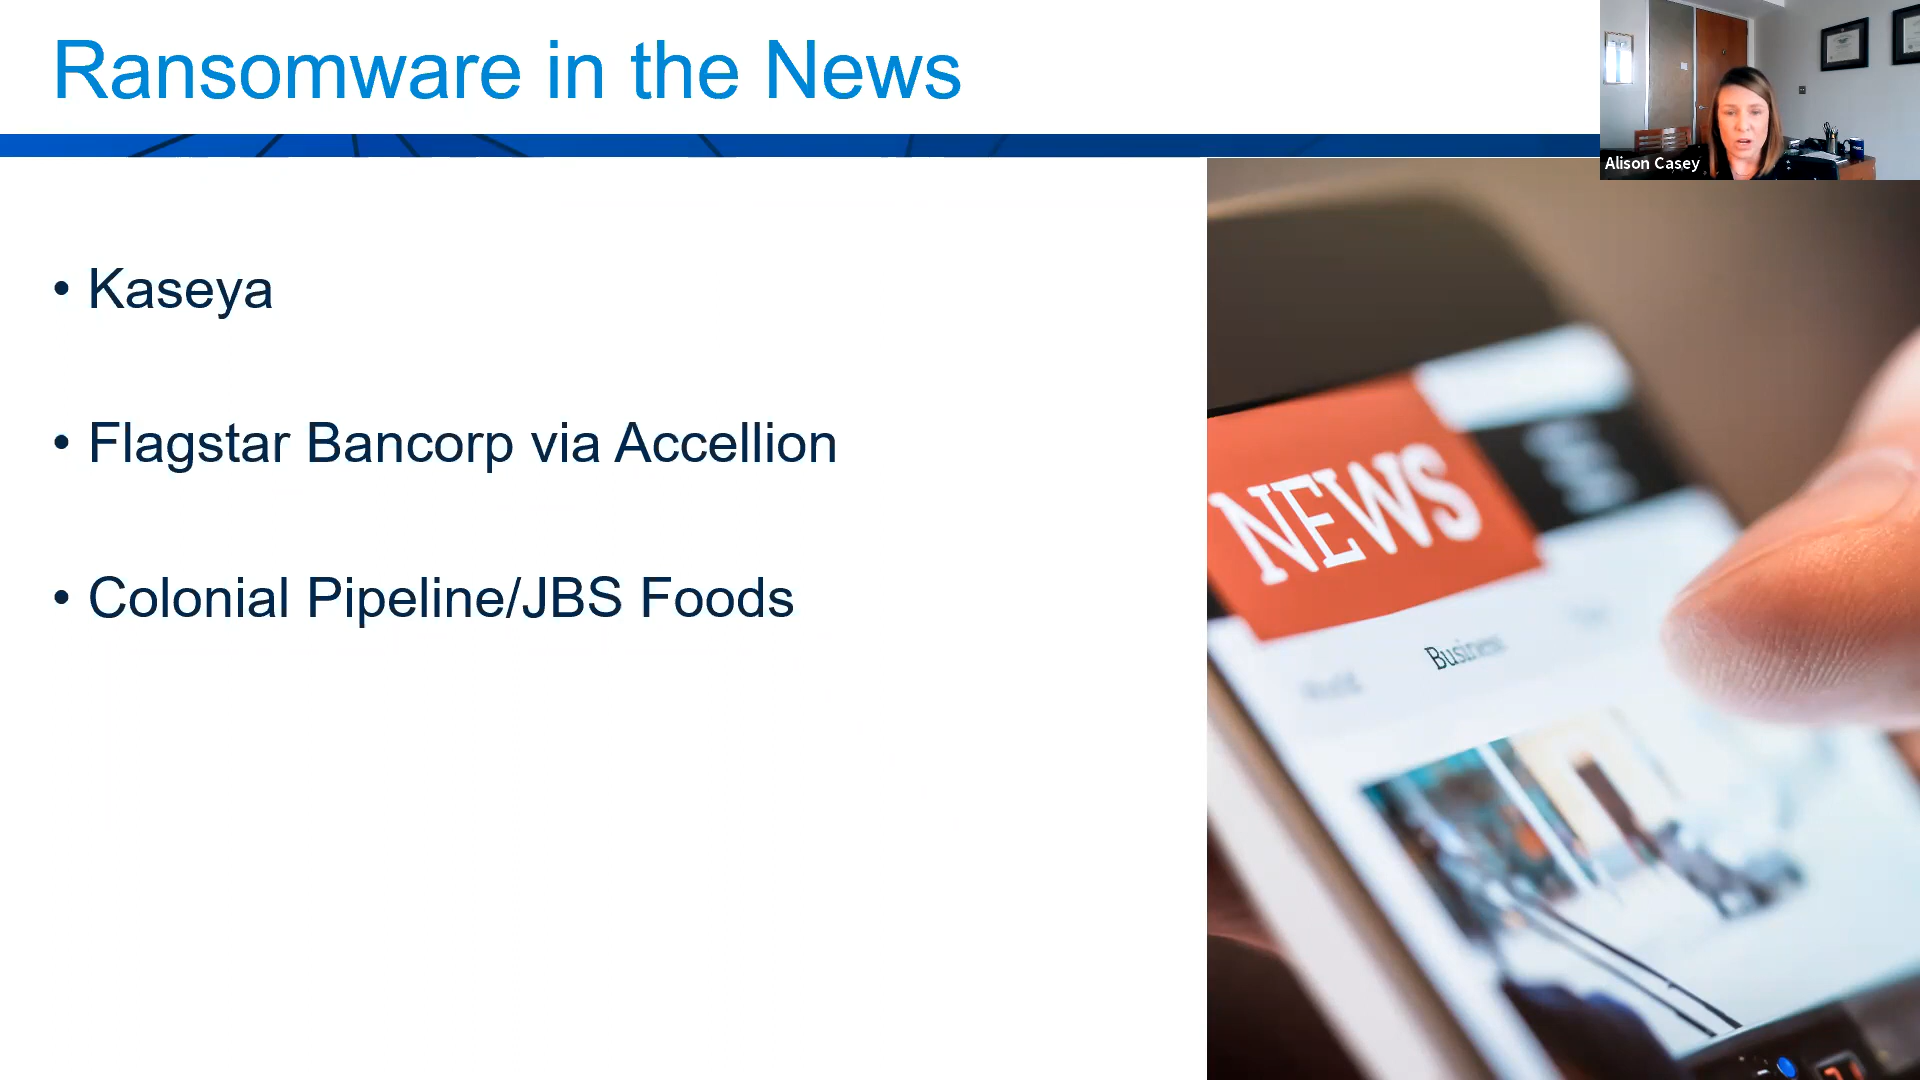 Ransomware in the News
Alison Casey
• Kaseya
• Flagstar Bancorp via Accellion
• Colonial Pipeline/JBS Foods
NEWS
Business